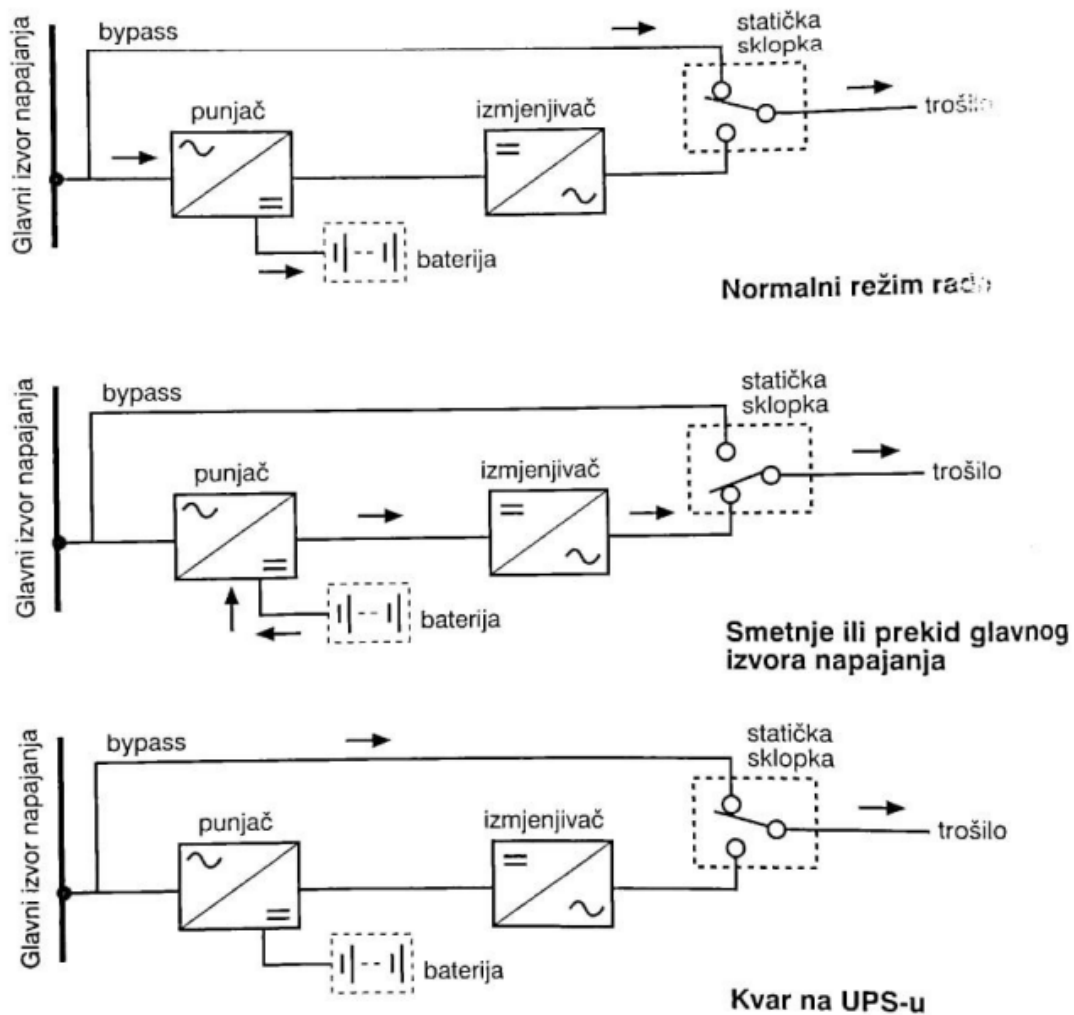 Glavni izvor napajanja
bypass
statička
sklopka
punjač
izmjenjivač
trošilo
baterija
Normalni režim rada
Glavni izvor napajanja
bypass
statička
sklopka
punjač
izmjenjivač
trošilo
baterija
Smetnje ili prekid glavnog
izvora napajanja
Glavni izvor napajanja
bypass
statička
sklopka
punjač
izmjenjivač
trošilo
baterija
Kvar na UPS-u